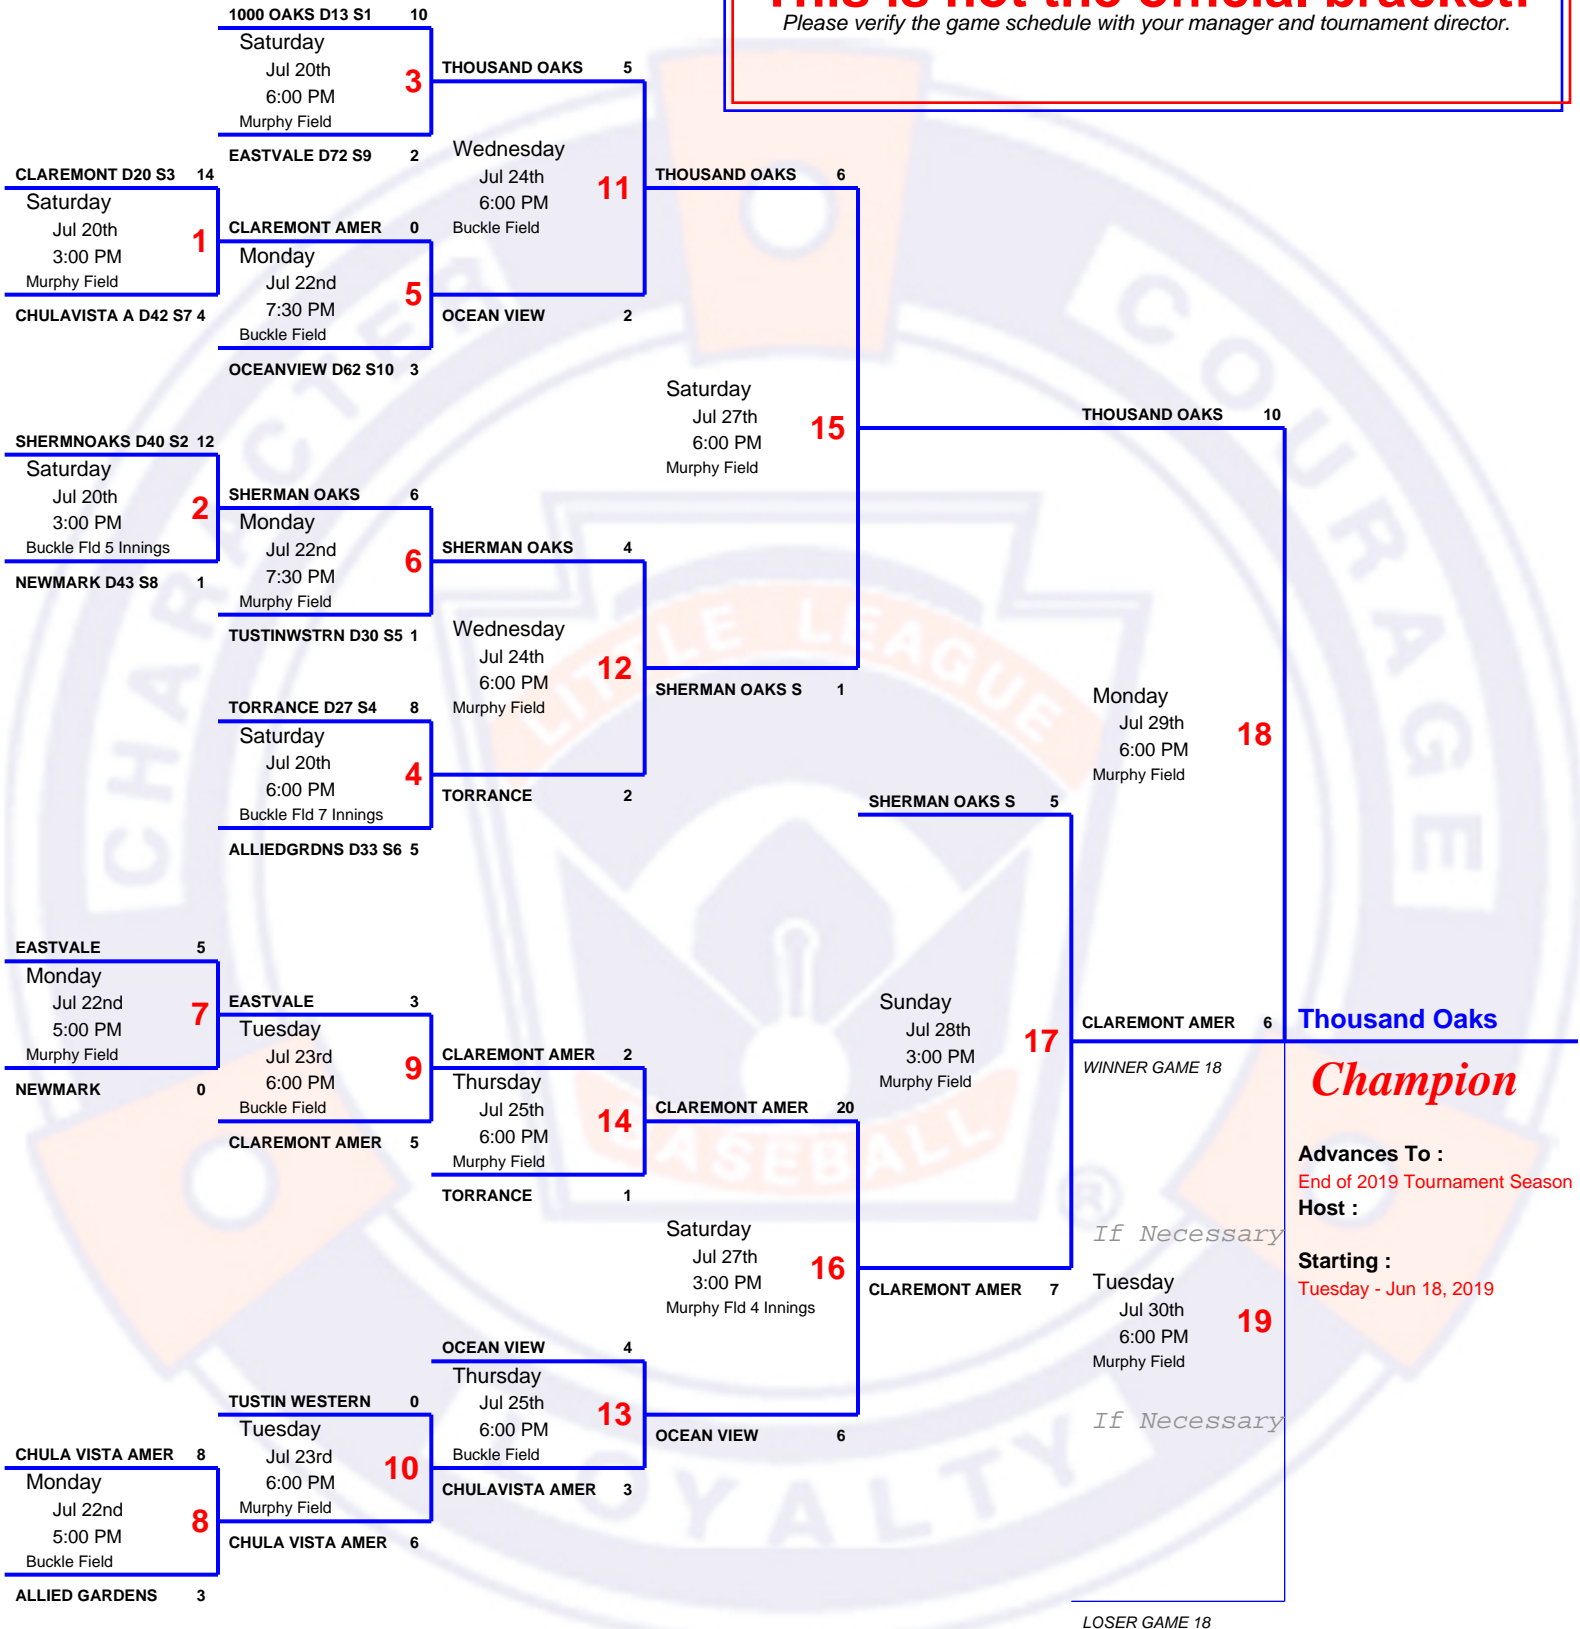 This is not the official bracket!
Please verify the game schedule with your manager and tournament director.
1000 OAKS D13 S1 10
Saturday
Jul 20th
6:00 PM
Murphy Field
3
EASTVALE D72 S9 2
CLAREMONT D20 S3 14
Saturday
Jul 20th
3:00 PM
Murphy Field
1
CHULAVISTA A D42 S7 4
CLAREMONT AMER 0
Monday
Jul 22nd
7:30 PM
Buckle Field
5
OCEANVIEW D62 S10 3
THOUSAND OAKS 5
Wednesday
Jul 24th
6:00 PM
Buckle Field
11
OCEAN VIEW 2
SHERMNOAKS D40 S2 12
Saturday
Jul 20th
3:00 PM
Buckle Fld 5 Innings
2
NEWMARK D43 S8 1
SHERMAN OAKS 6
Monday
Jul 22nd
7:30 PM
Murphy Field
6
TUSTINWSTRN D30 S5 1
TORRANCE D27 S4 8
Saturday
Jul 20th
6:00 PM
Buckle Fld 7 Innings
4
ALLIEDGRDNS D33 S6 5
SHERMAN OAKS 4
Wednesday
Jul 24th
6:00 PM
Murphy Field
12
TORRANCE 2
THOUSAND OAKS 6
Saturday
Jul 27th
6:00 PM
Murphy Field
15
SHERMAN OAKS S 1
EASTVALE 5
Monday
Jul 22nd
5:00 PM
Murphy Field
7
NEWMARK 0
EASTVALE 3
Tuesday
Jul 23rd
6:00 PM
Buckle Field
9
CLAREMONT AMER 5
CLAREMONT AMER 2
Thursday
Jul 25th
6:00 PM
Murphy Field
14
TORRANCE 1
CHULA VISTA AMER 8
Monday
Jul 22nd
5:00 PM
Buckle Field
8
ALLIED GARDENS 3
TUSTIN WESTERN 0
Tuesday
Jul 23rd
6:00 PM
Murphy Field
10
CHULA VISTA AMER 6
OCEAN VIEW 4
Thursday
Jul 25th
6:00 PM
Buckle Field
13
CHULAVISTA AMER 3
CLAREMONT AMER 20
Saturday
Jul 27th
3:00 PM
Murphy Fld 4 Innings
16
OCEAN VIEW 6
SHERMAN OAKS S 5
Sunday
Jul 28th
3:00 PM
Murphy Field
17
CLAREMONT AMER 7
THOUSAND OAKS 10
Monday
Jul 29th
6:00 PM
Murphy Field
18
CLAREMONT AMER 6
WINNER GAME 18
If Necessary
Tuesday
Jul 30th
6:00 PM
Murphy Field
19
If Necessary
LOSER GAME 18
Thousand Oaks
Champion
Advances To :
End of 2019 Tournament Season
Host :
Starting :
Tuesday - Jun 18, 2019
CHARACTER
COURAGE
LOYALTY
LITTLE LEAGUE
BASEBALL
®